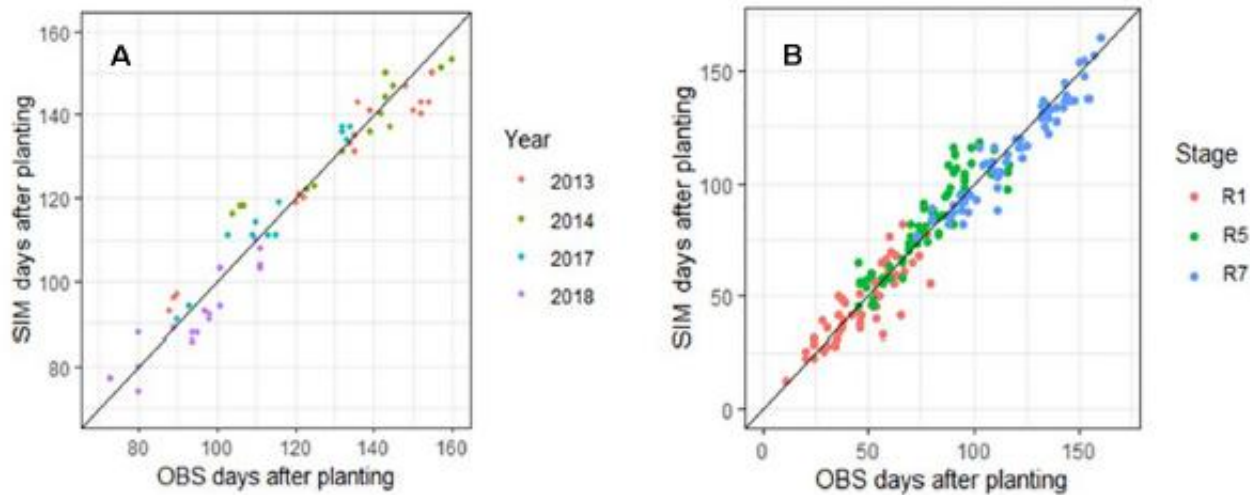 A
SIM days after planting
160
140
120
100
80
80
100
120
140
160
OBS days after planting
Year
2013
2014
2017
2018
B
SIM days after planting
150
100
50
0
0
50
100
150
OBS days after planting
Stage
R1
R5
R7